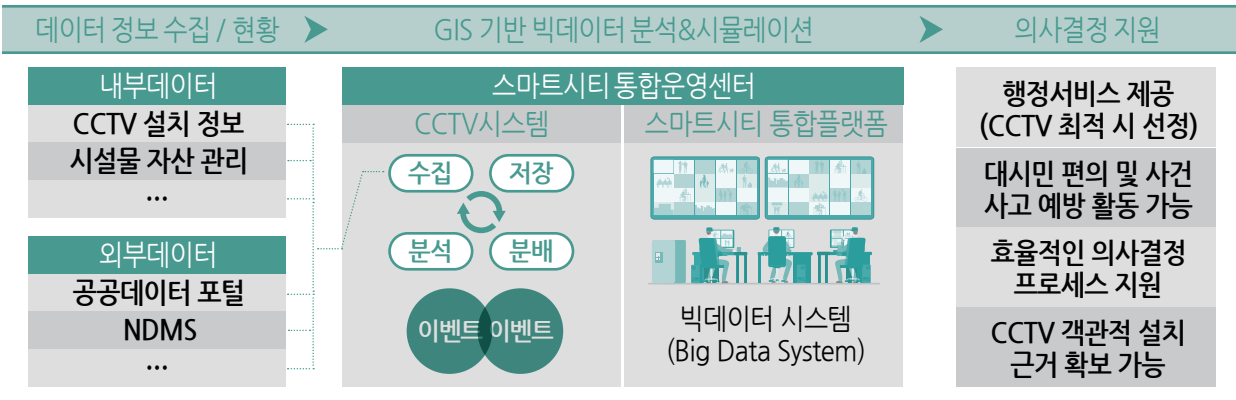 데이터 정보 수집 / 현황
GIS 기반 빅데이터 분석&시뮬레이션
의사결정 지원
내부데이터
CCTV 설치 정보
시설물 자산 관리
...
외부데이터
공공데이터 포털
NDMS
...
스마트시티 통합운영센터
CCTV시스템
수집
저장
분석
분배
이벤트
이벤트
스마트시티 통합플랫폼
빅데이터 시스템
(Big Data System)
행정서비스 제공
(CCTV 최적 시 선정)
대시민 편의 및 사건
사고 예방 활동 가능
효율적인 의사결정
프로세스 지원
CCTV 객관적 설치
근거 확보 가능